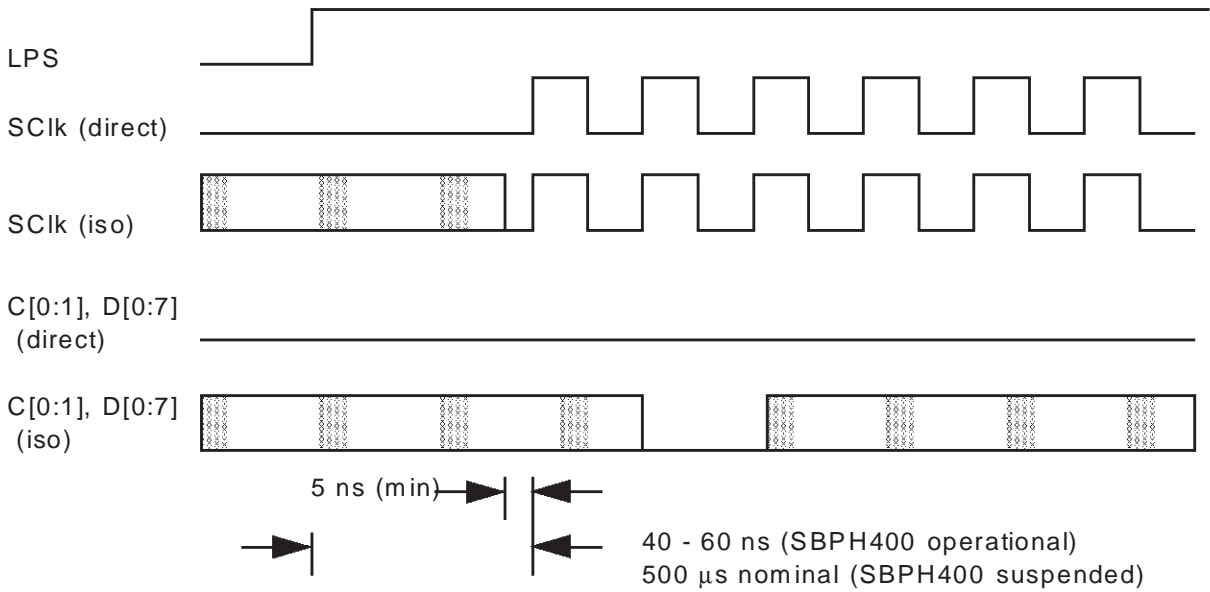 LPS
SClk (direct)
SClk (iso)
C[0:1], D[0:7]
(direct)
C[0:1], D[0:7]
(iso)
5 ns (min)
40 - 60 ns (SBPH400 operational)
500 μs nominal (SBPH400 suspended)